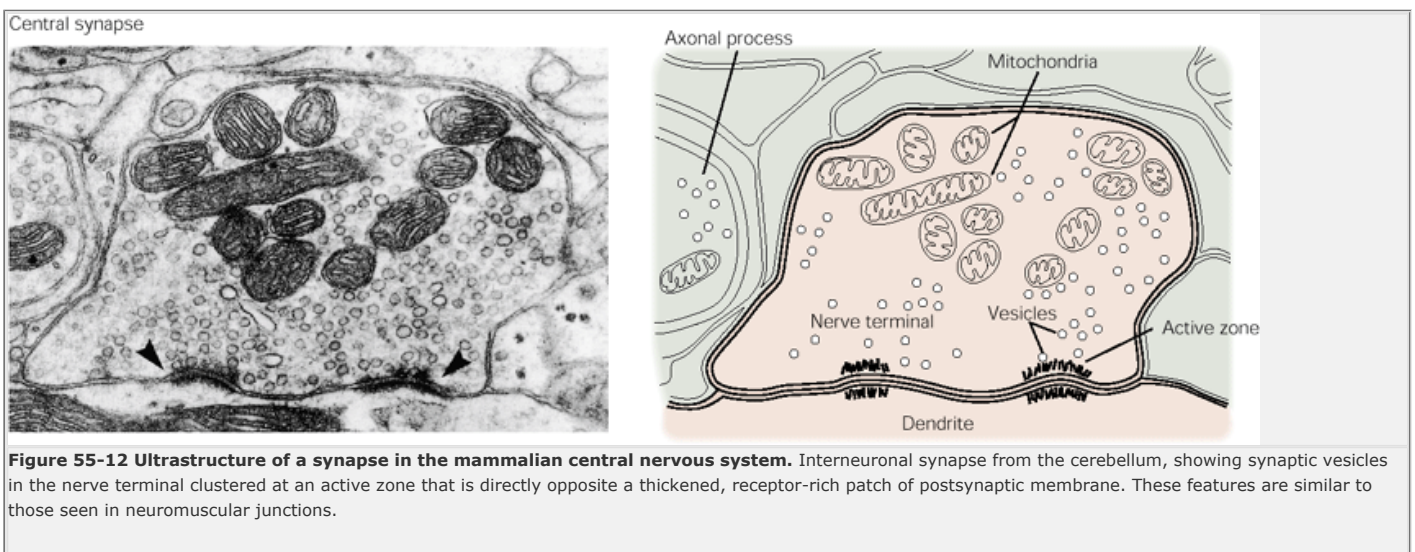 Central synapse
Axonal process
Mitochondria
Nerve terminal
Vesicles
Active zone
Dendrite
Figure 55-12 Ultrastructure of a synapse in the mammalian central nervous system. Interneuronal synapse from the cerebellum, showing synaptic vesicles
in the nerve terminal clustered at an active zone that is directly opposite a thickened, receptor-rich patch of postsynaptic membrane. These features are similar to
those seen in neuromuscular junctions.